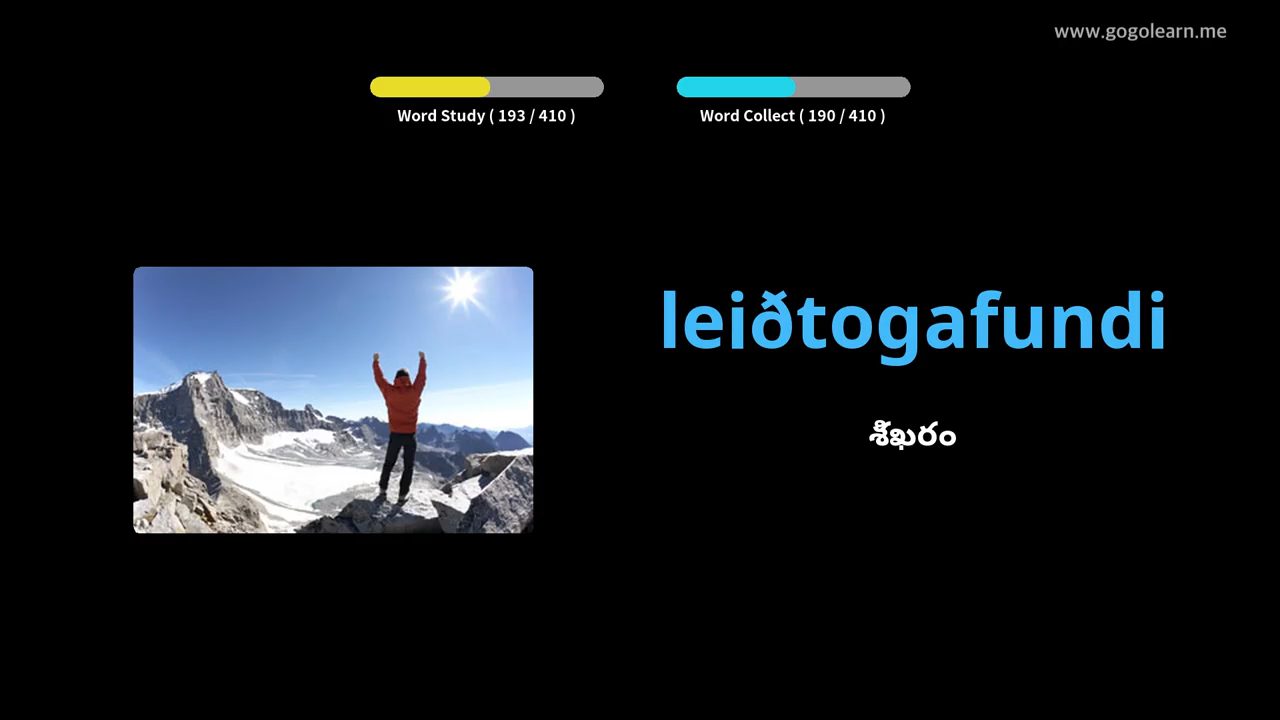 www.gogolearn.me
Word Study ( 193 / 410 )
Word Collect ( 190 / 410 )
leiðtogafundi
శిఖరం